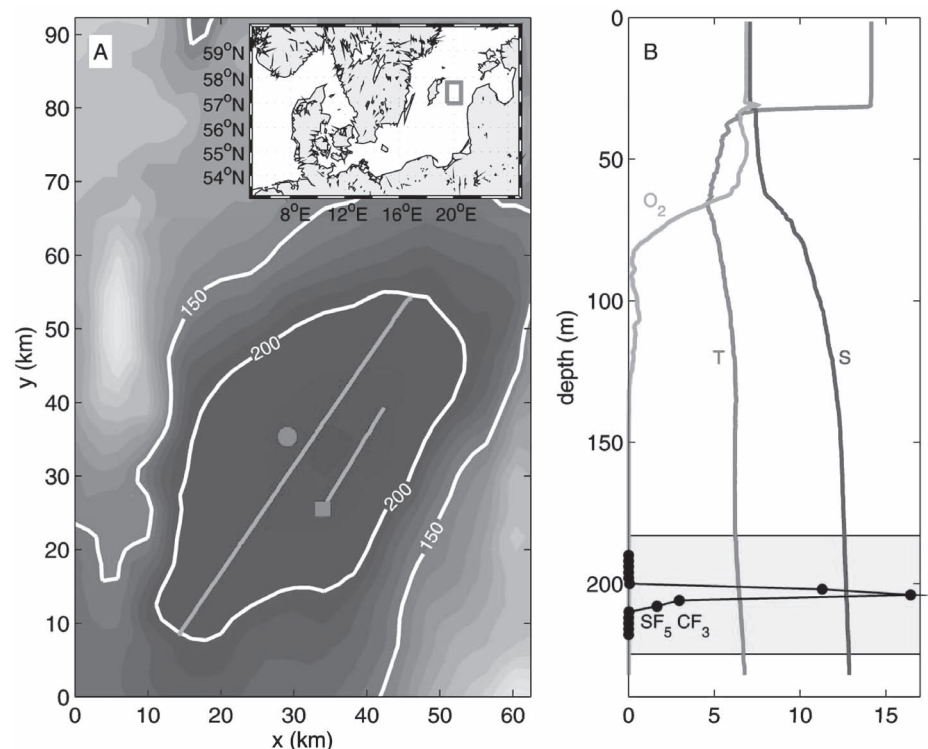 A
59°N
58°N
57°N
56°N
55°N
54°N
8°E 12°E 16°E 20°E
90
80
70
60
50
40
30
20
10
0
y (km)
150
200
200
150
0 10 20 30 40 50 60
x (km)
B
0
50
100
150
200
depth (m)
O2
T
S
SF5 CF3
0 5 10 15